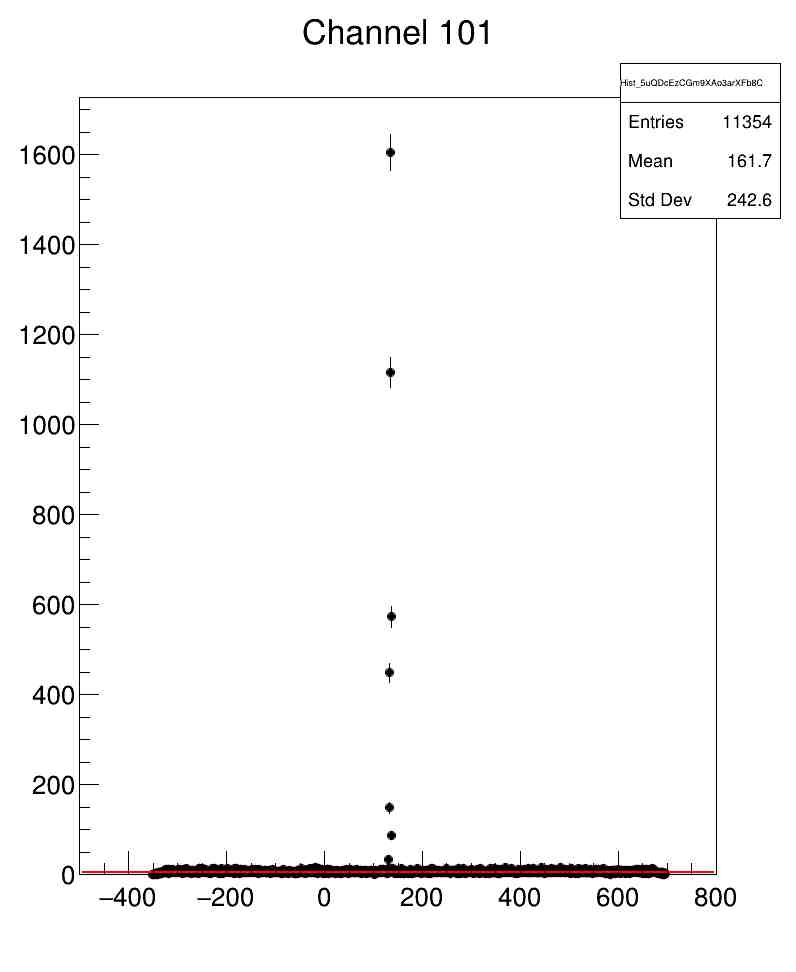 Channel 101
Hist_5uQDcEzCGm9XAo3arXFb8C
Entries 11354
Mean 161.7
Std Dev 242.6
1600
1400
1200
1000
800
600
400
200
0
−400 −200 0 200 400 600 800